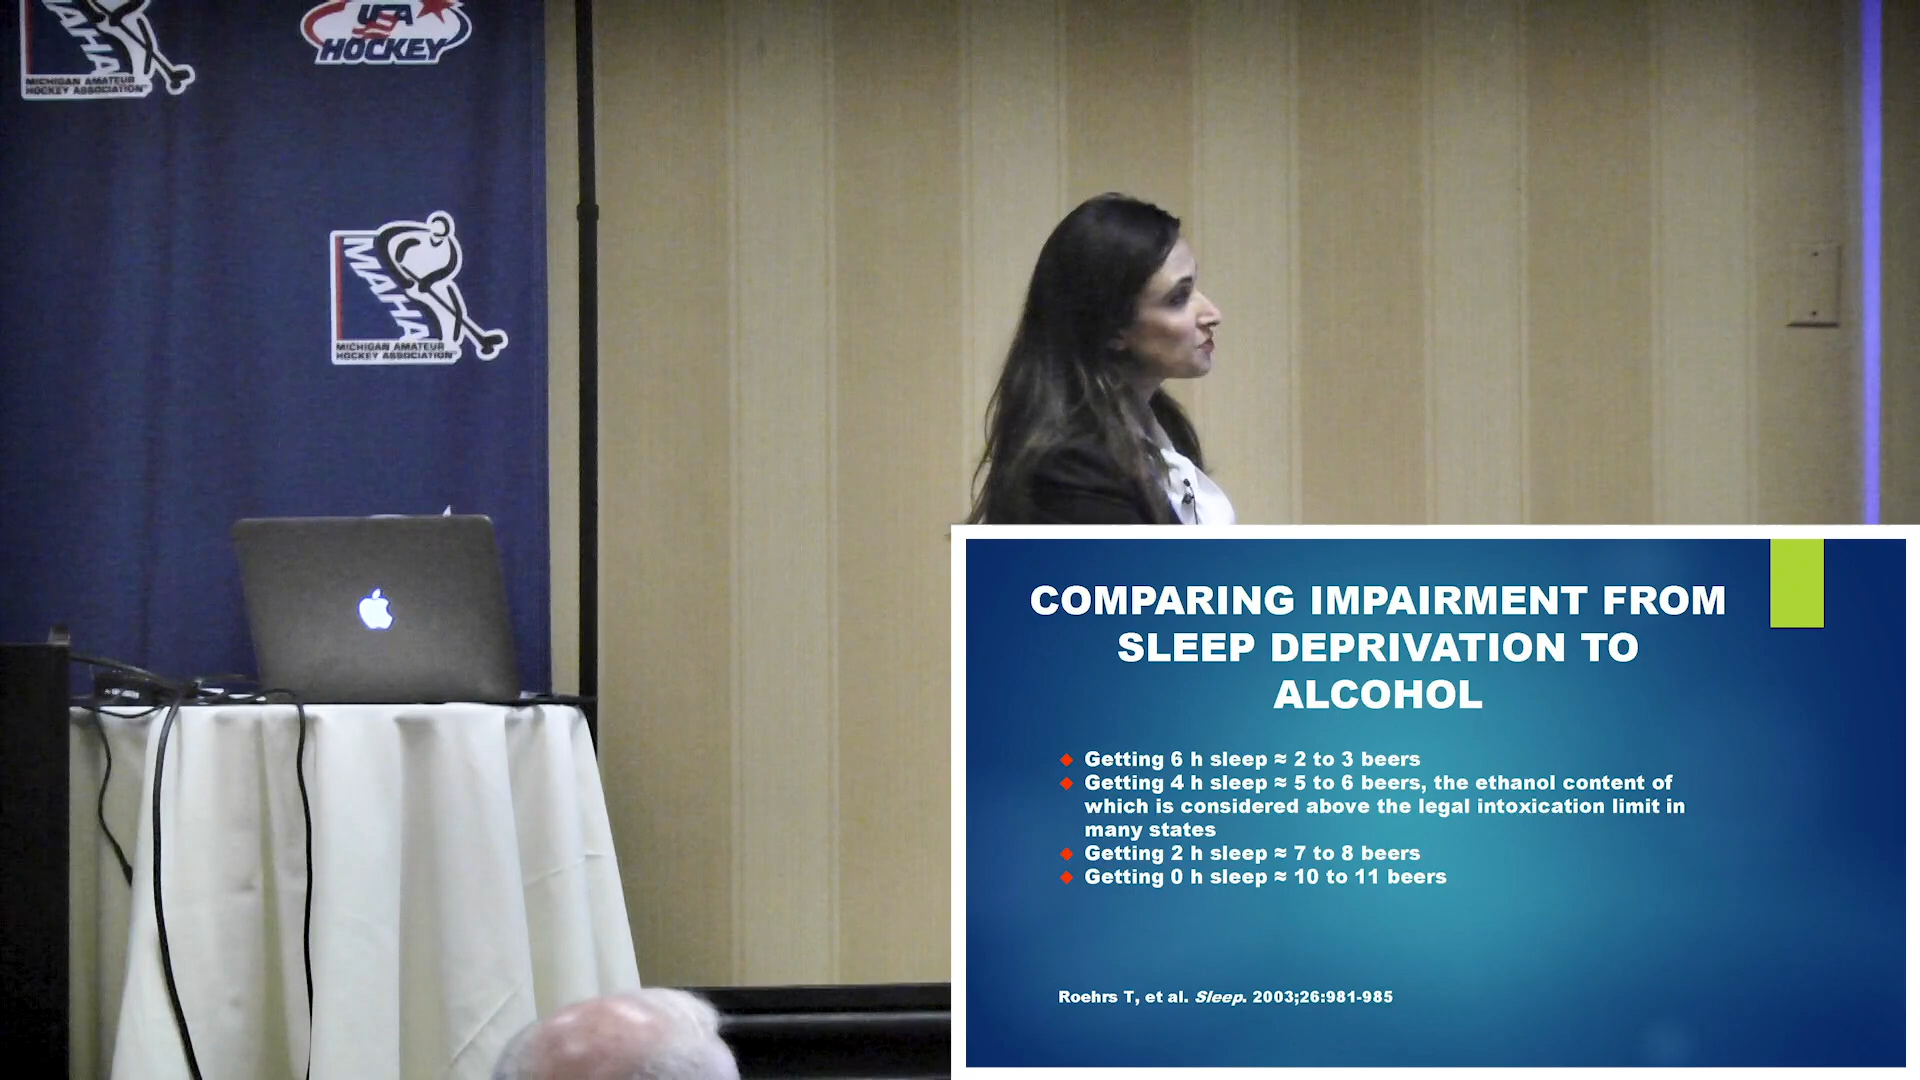 MAHA
MICHIGAN AMATEUR
HOCKEY ASSOCIATION
USA
HOCKEY
MAHA
MICHIGAN AMATEUR
HOCKEY ASSOCIATION
COMPARING IMPAIRMENT FROM
SLEEP DEPRIVATION TO
ALCOHOL
Getting 6 h sleep ≈ 2 to 3 beers
Getting 4 h sleep ≈ 5 to 6 beers, the ethanol content of
which is considered above the legal intoxication limit in
many states
Getting 2 h sleep ≈ 7 to 8 beers
Getting 0 h sleep ≈ 10 to 11 beers
Roehrs T, et al. Sleep. 2003;26:981-985